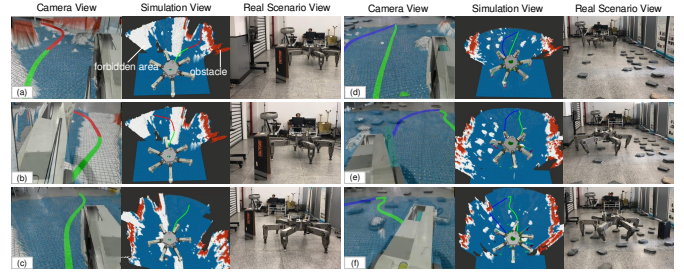 Camera View Simulation View Real Scenario View Camera View Simulation View Real Scenario View
forbidden area
obstacle
(a)
(d)
(b)
(e)
(c)
(f)